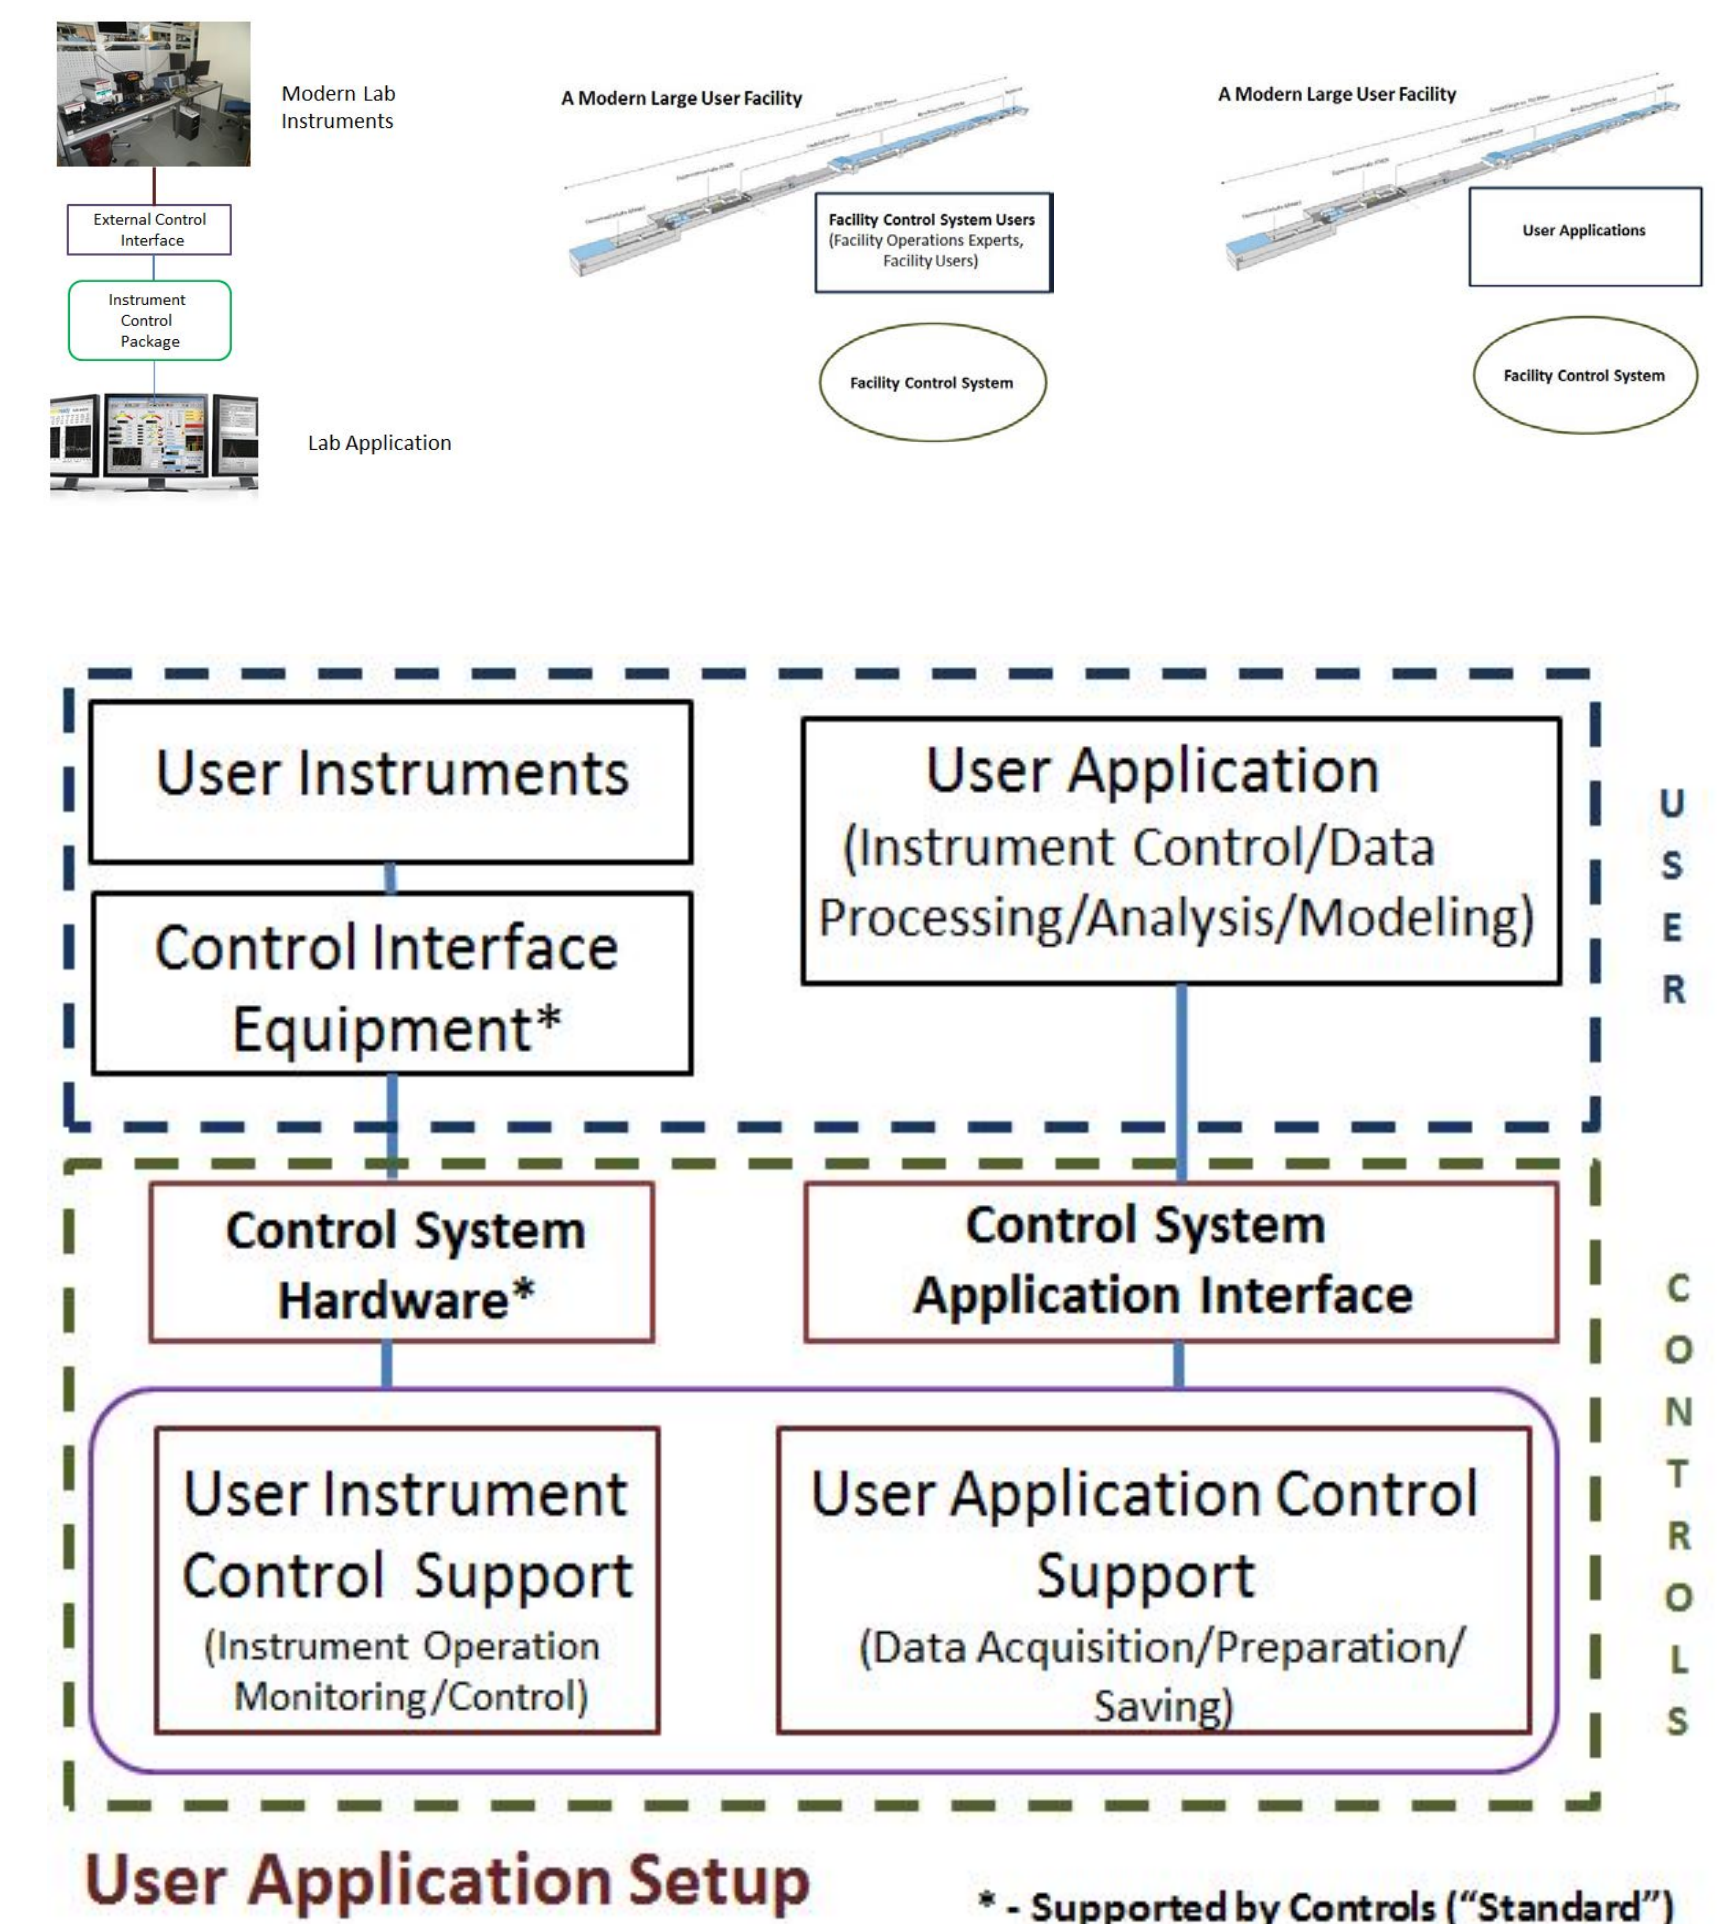 Modern Lab
Instruments
External Control
Interface
Instrument
Control
Package
Lab Application
A Modern Large User Facility
Facility Control System Users
(Facility Operations Experts,
Facility Users)
Facility Control System
A Modern Large User Facility
User Applications
Facility Control System
User Instruments
Control Interface
Equipment*
User Application
(Instrument Control/Data
Processing/Analysis/Modeling)
USER
Control System
Hardware*
Control System
Application Interface
User Instrument
Control Support
(Instrument Operation
Monitoring/Control)
User Application Control
Support
(Data Acquisition/Preparation/
Saving)
CONTROLS
User Application Setup
* - Supported by Controls (“Standard”)